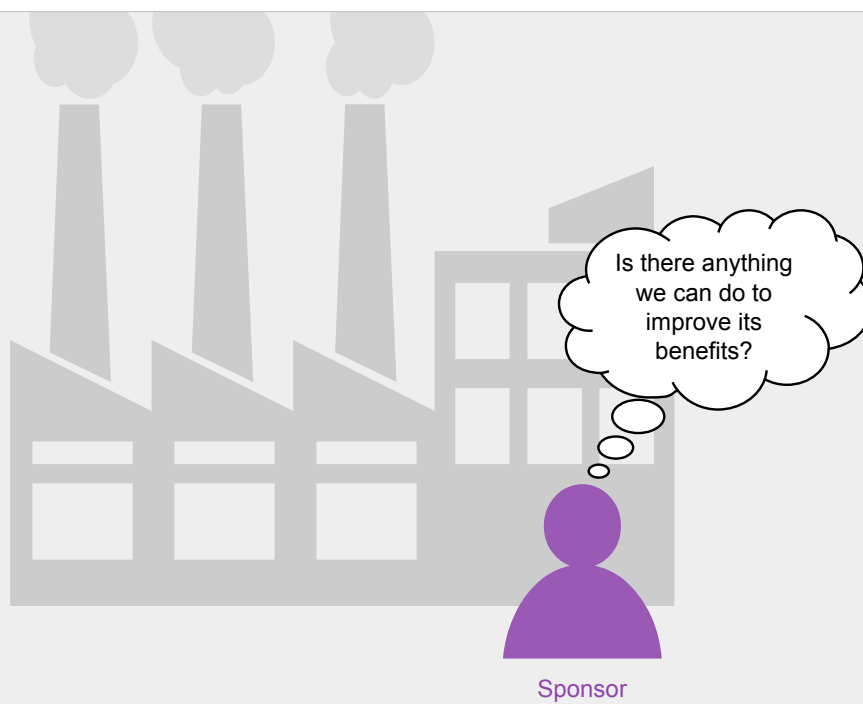 Is there anything
we can do to
improve its
benefits?
Sponsor